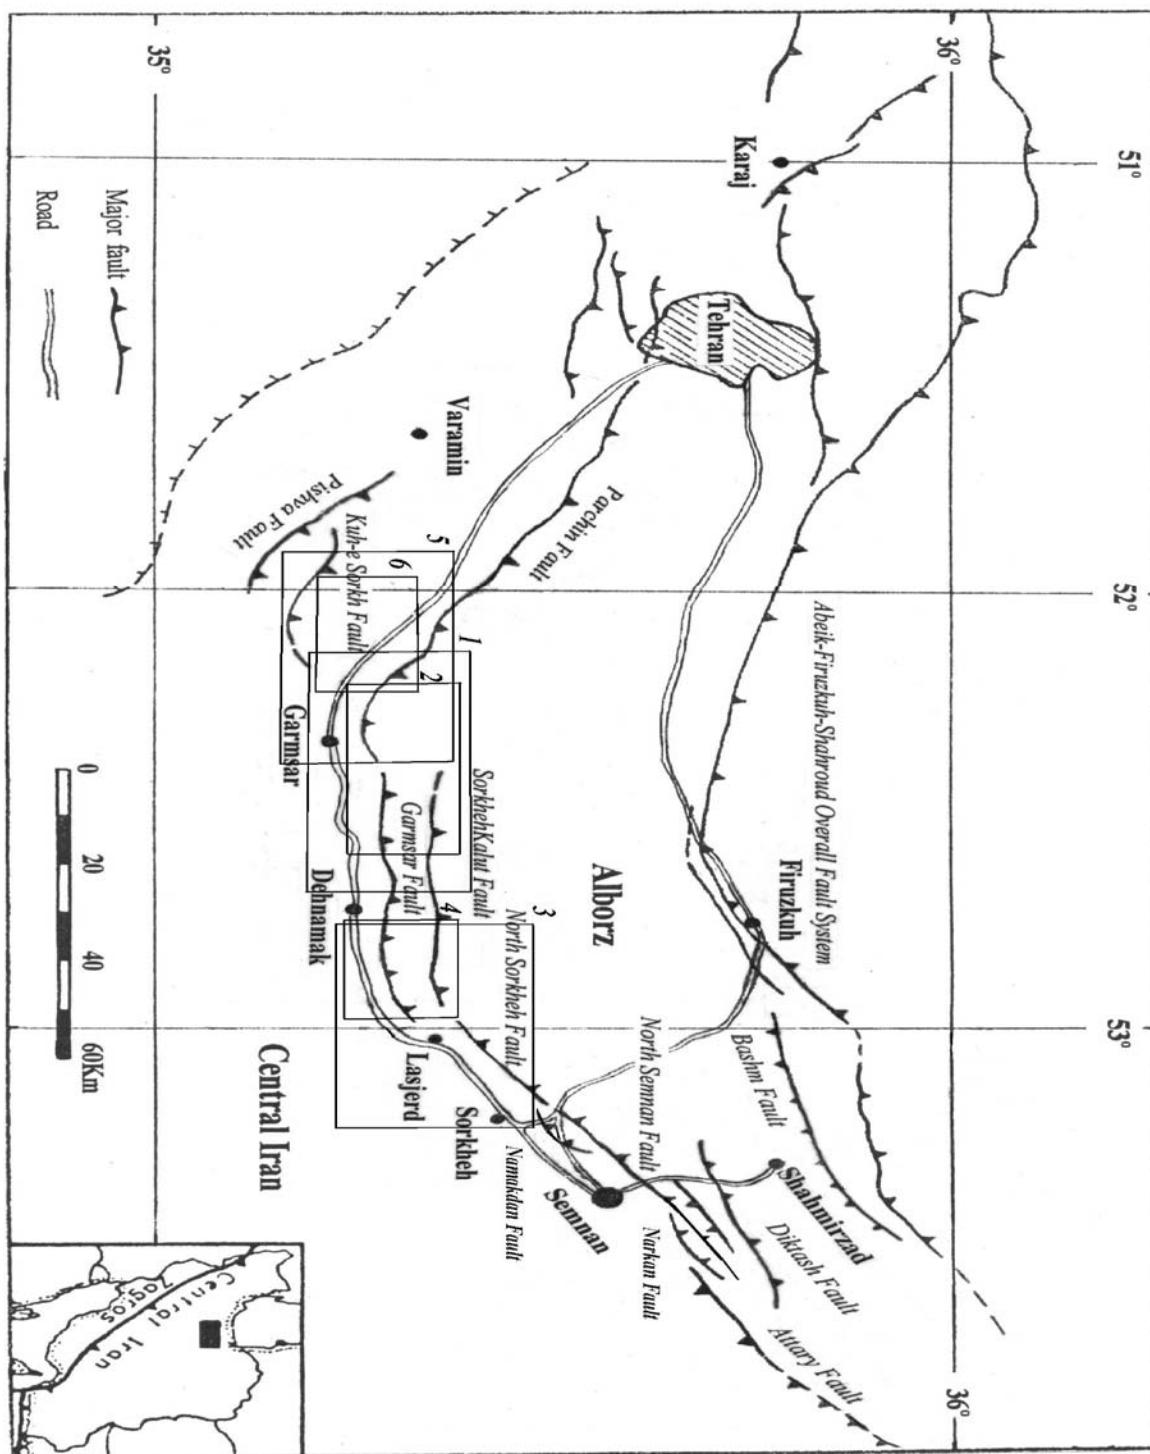 51°
52°
53°
36°
36°
35°
Karaj
Tehran
Varamin
Parchin Fault
Pishva Fault
Kuh-e Sorkh Fault
Abeik-Firuzkuh-Shahroud Overall Fault System
Firuzkuh
Alborz
5
6
1
2
3
4
Garmsar
SorkhehKalut Fault
Garmsar Fault
Dehnamak
North Sorkheh Fault
Lasjerd
Sorkheh
Namakdan Fault
North Semnan Fault
Semnan
Bashm Fault
Shahmirzad
Diktash Fault
Narkan Fault
Attary Fault
Central Iran
Major fault
Road
0 20 40 60Km
Central Iran
Zagros